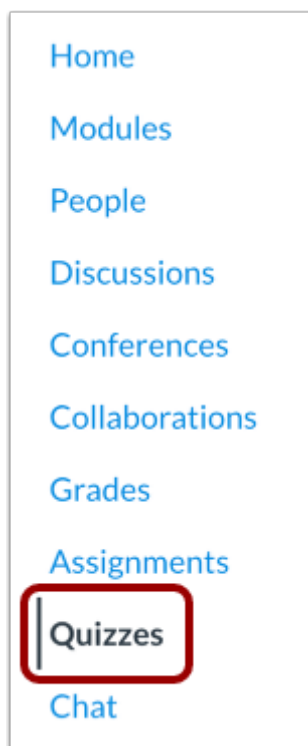 Home
Modules
People
Discussions
Conferences
Collaborations
Grades
Assignments
Quizzes
Chat